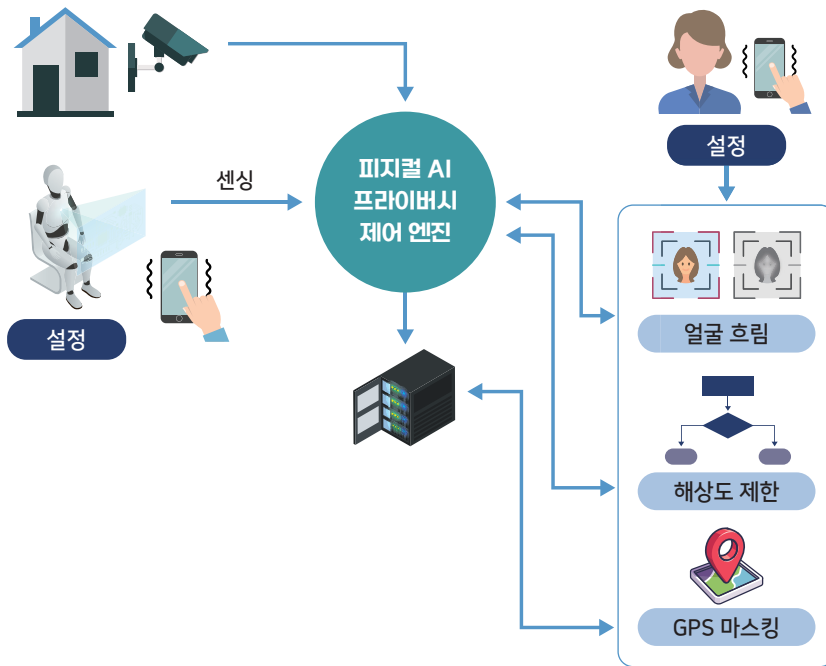 피지컬 AI
프라이버시
제어 엔진
센싱
설정
설정
얼굴 흐림
해상도 제한
GPS 마스킹